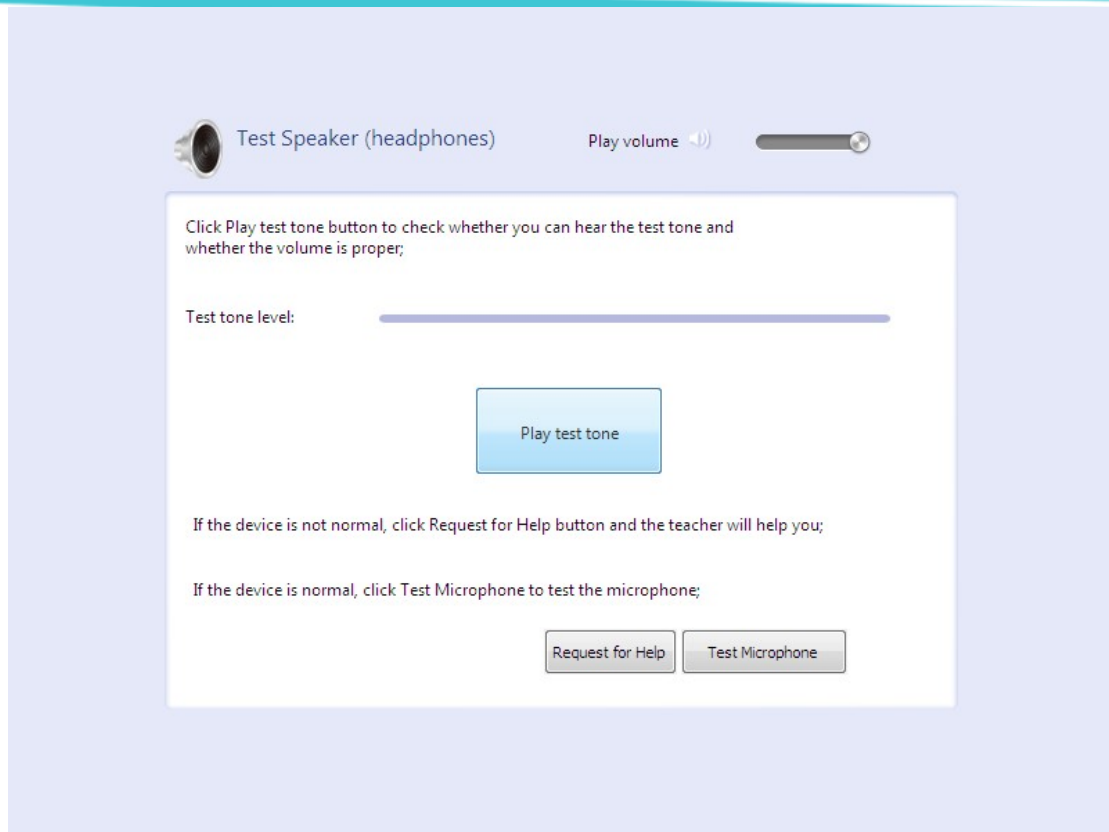 Test Speaker (headphones)
Play volume
Click Play test tone button to check whether you can hear the test tone and
whether the volume is proper;
Test tone level:
Play test tone
If the device is not normal, click Request for Help button and the teacher will help you;
If the device is normal, click Test Microphone to test the microphone;
Request for Help
Test Microphone